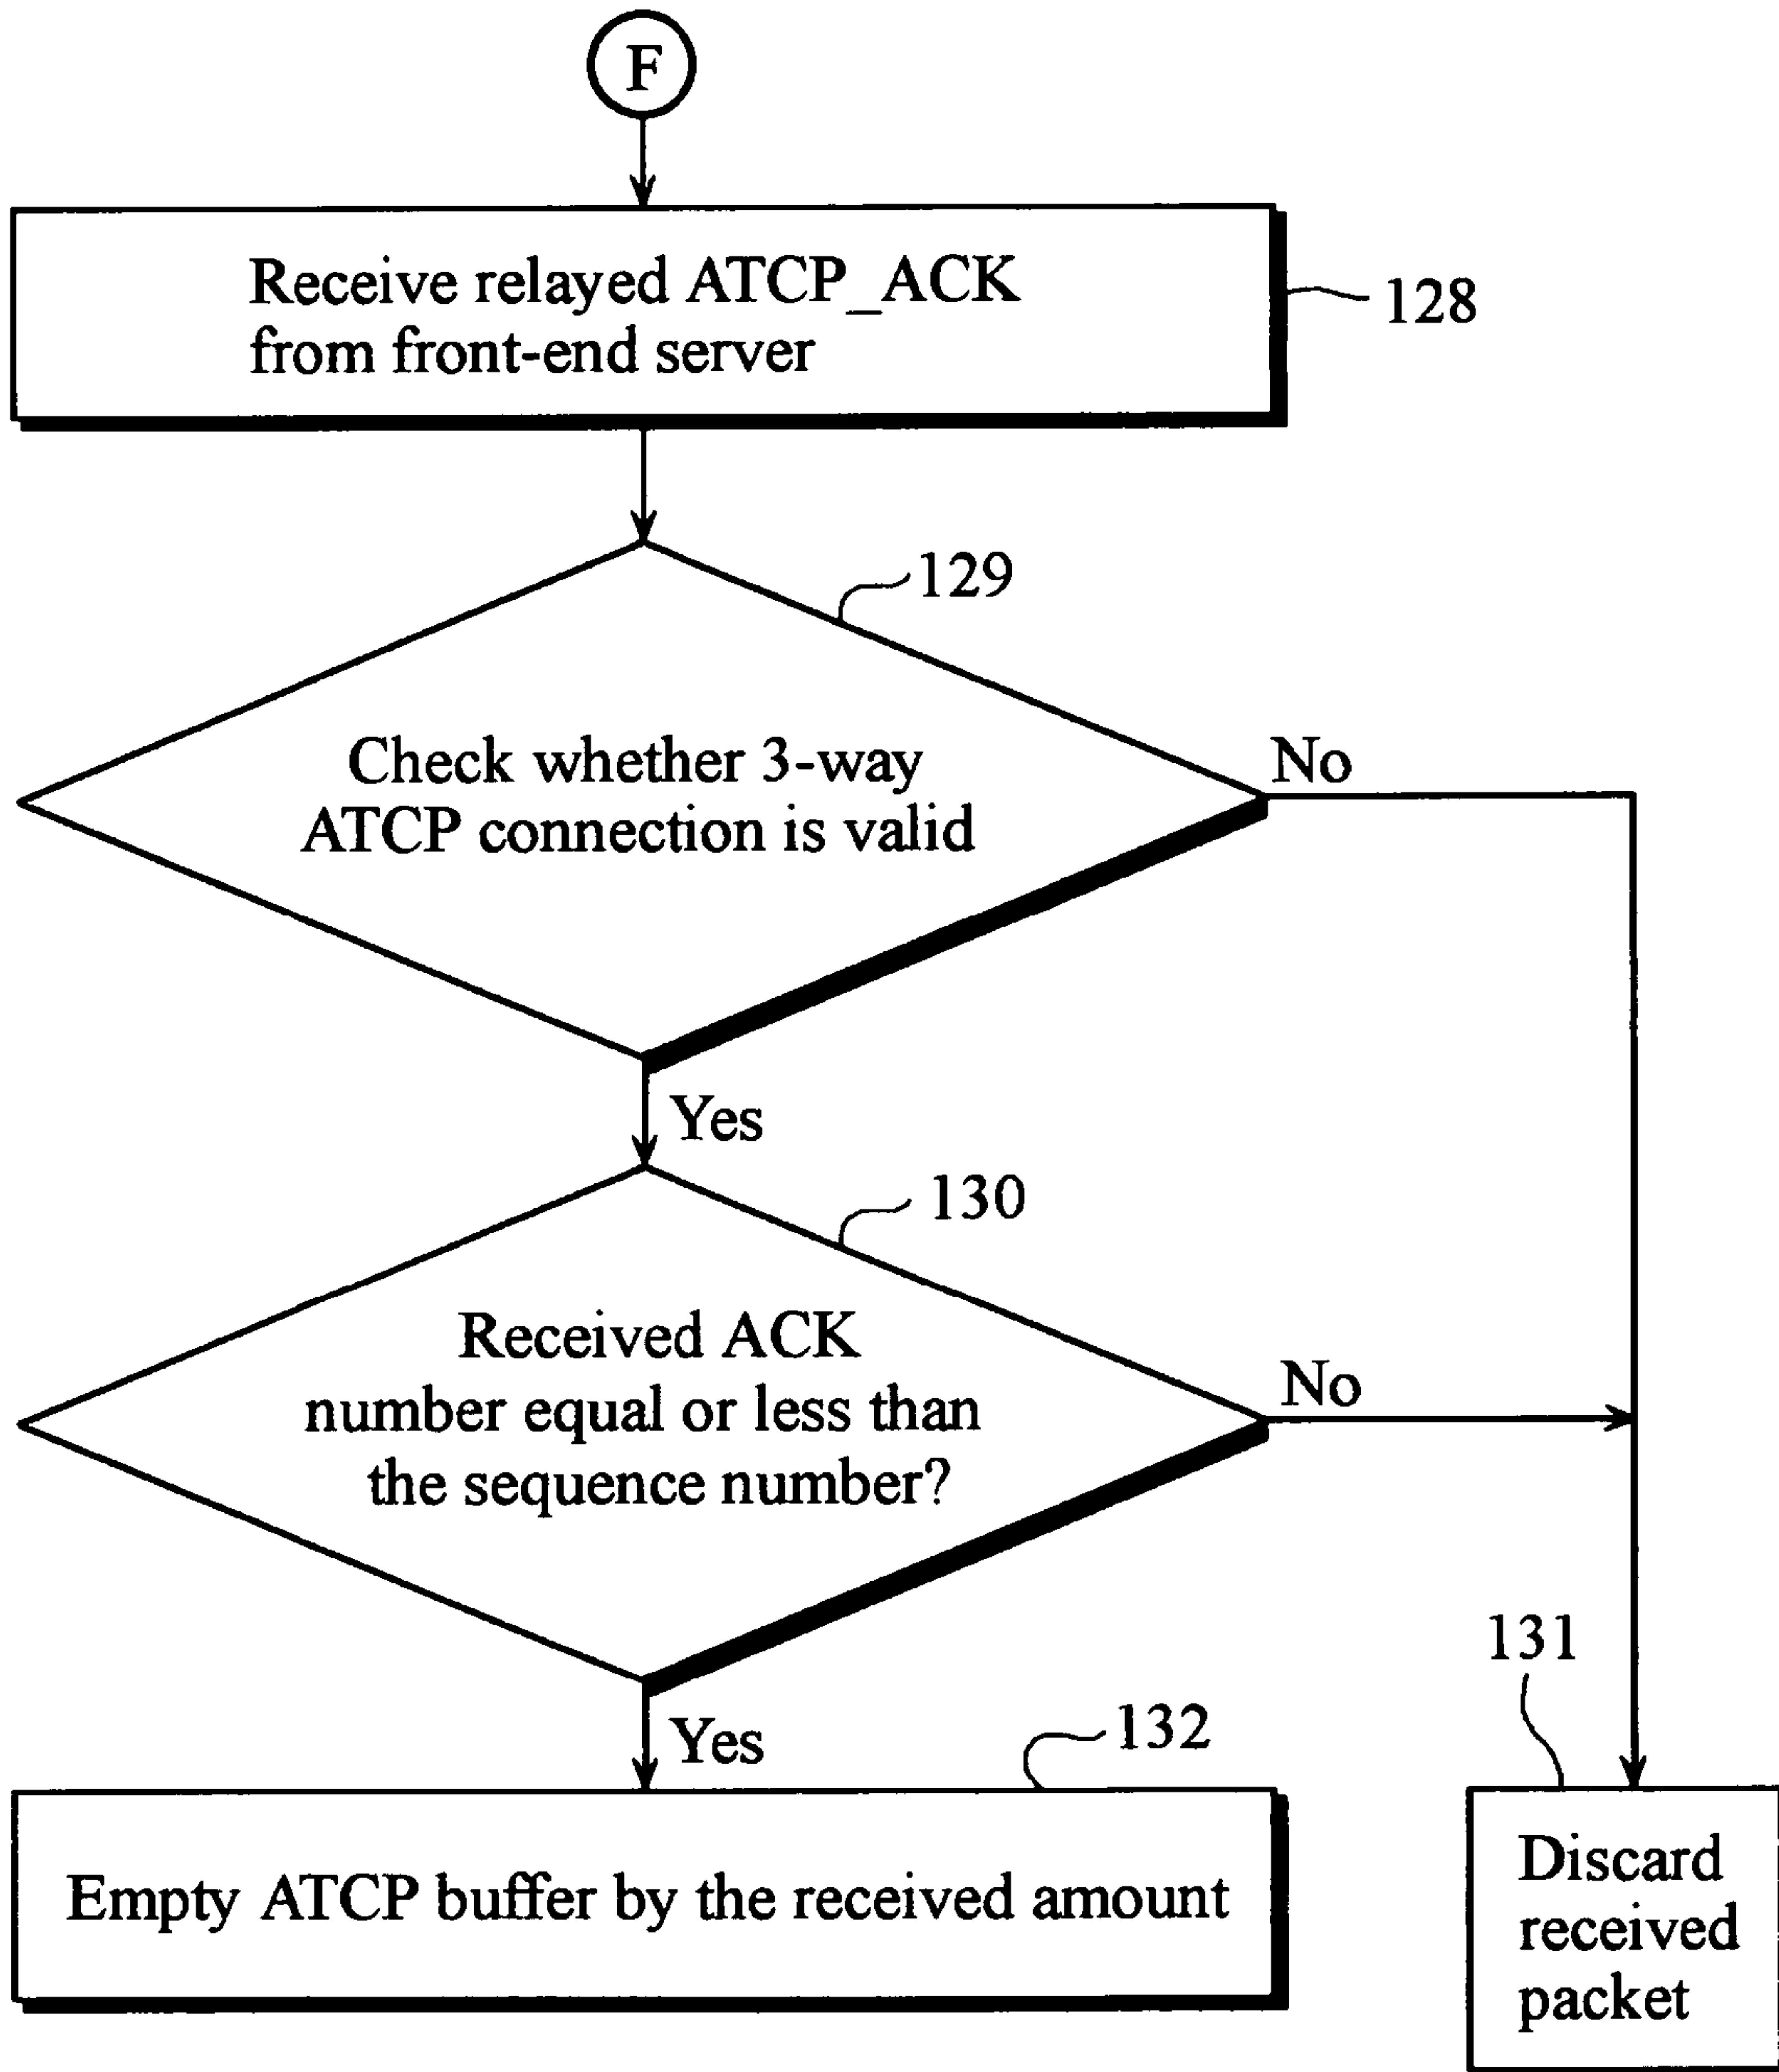 F
Receive relayed ATCP_ACK
from front-end server
128
129
Check whether 3-way
ATCP connection is valid
No
Yes
130
Received ACK
number equal or less than
the sequence number?
No
Yes
131
132
Empty ATCP buffer by the received amount
Discard
received
packet